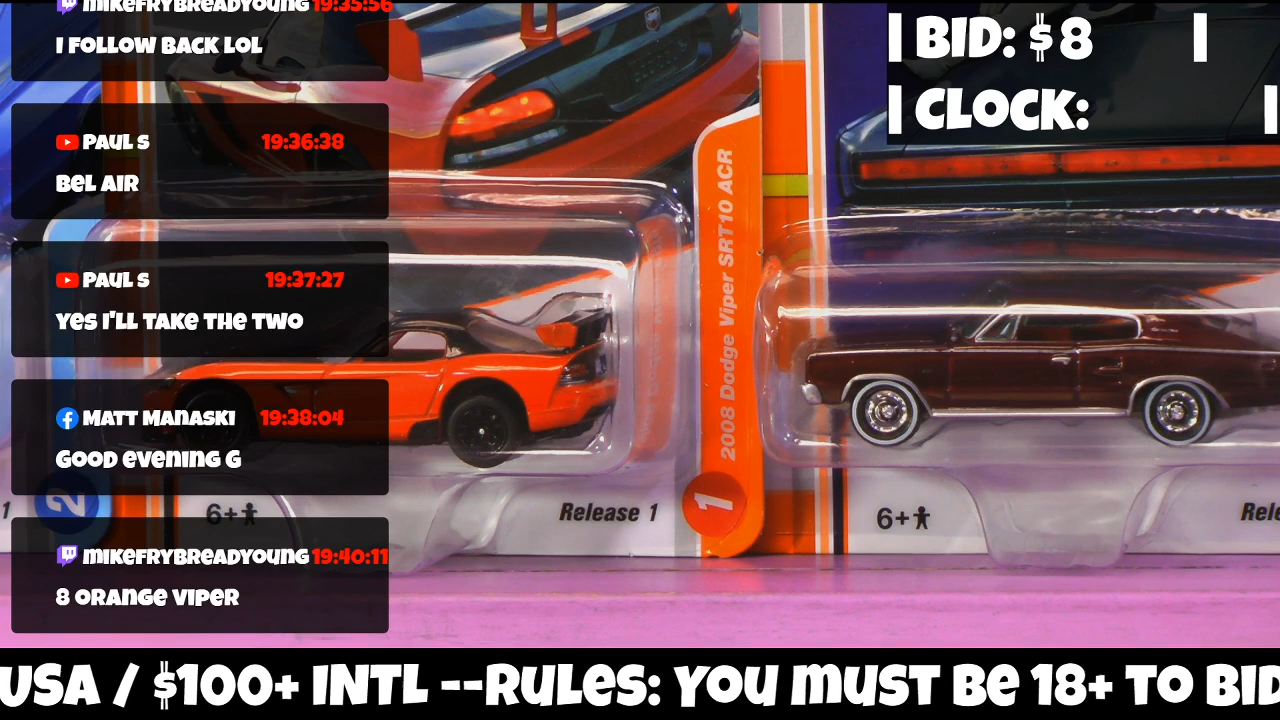 mikefrybreadyoung 19:35:56
I follow back lol
Paul S 19:36:38
Bel air
Paul S 19:37:27
Yes I'll take the two
Matt Manaski 19:38:04
Good evening G
mikefrybreadyoung 19:40:11
8 orange viper
| BID: $8 |
| CLOCK: |
2008 Dodge Viper SRT10 ACR
1
2
6+
Release 1
1
6+
Rele
USA / $100+ INTL --Rules: You must be 18+ to bid